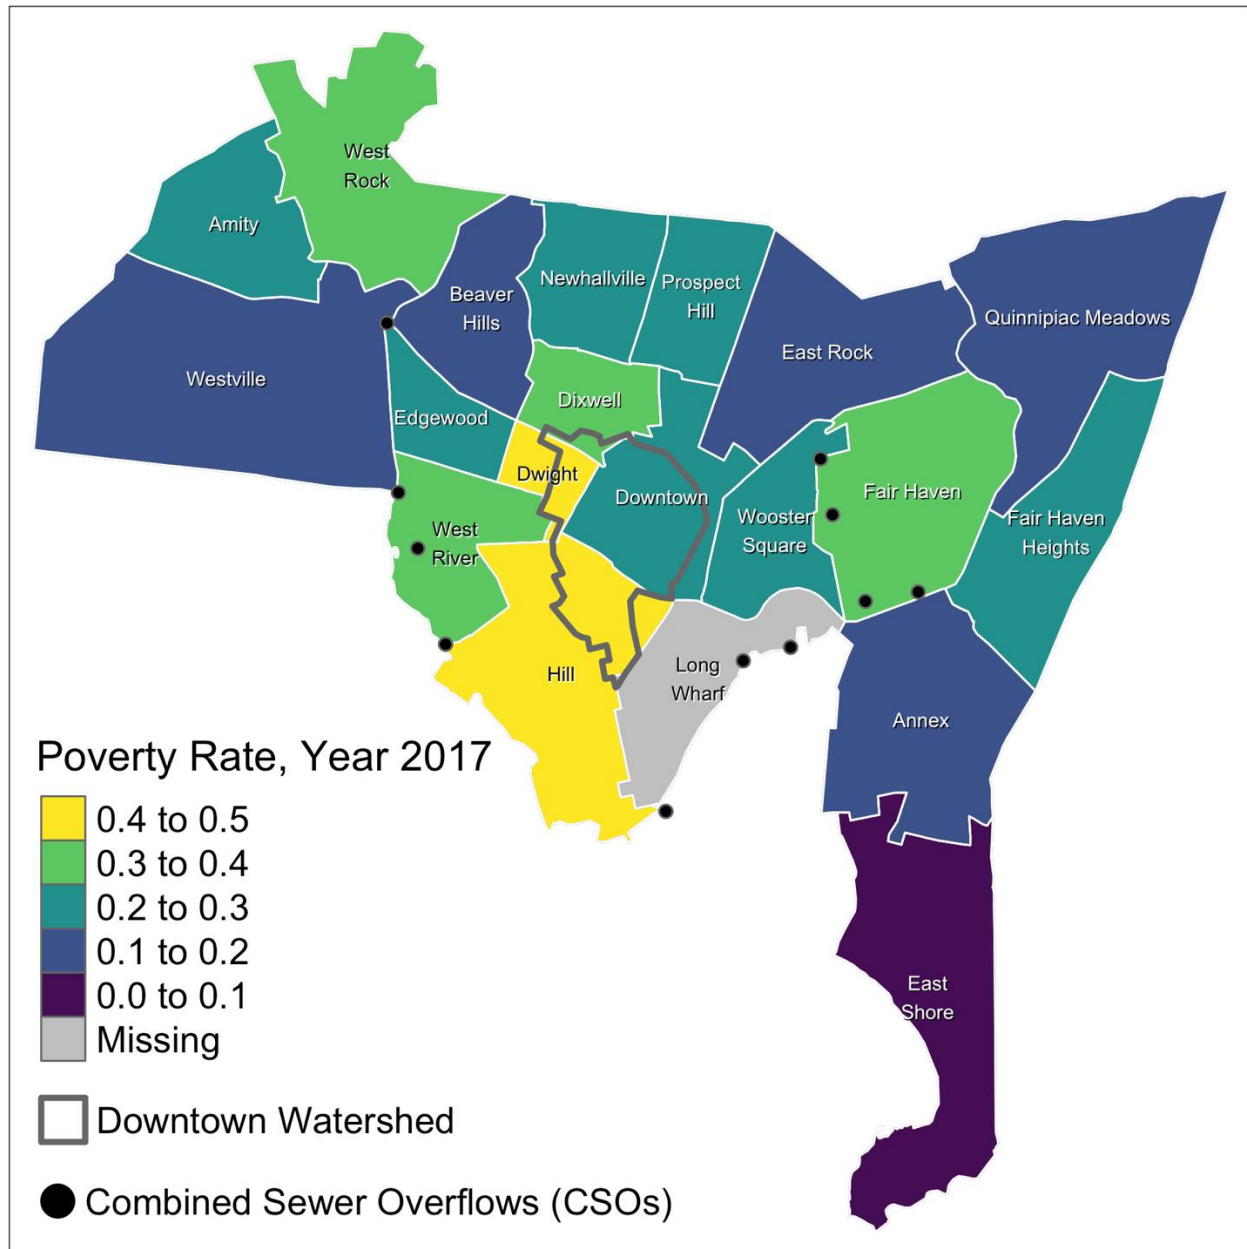 West
Rock
Amity
Newhallville
Prospect
Hill
Beaver
Hills
Quinnipiac Meadows
East Rock
Westville
Dixwell
Edgewood
Dwight
Downtown
Fair Haven
Wooster
Square
Fair Haven
Heights
West
River
Hill
Long
Wharf
Annex
East
Shore
Poverty Rate, Year 2017
0.4 to 0.5
0.3 to 0.4
0.2 to 0.3
0.1 to 0.2
0.0 to 0.1
Missing
Downtown Watershed
Combined Sewer Overflows (CSOs)